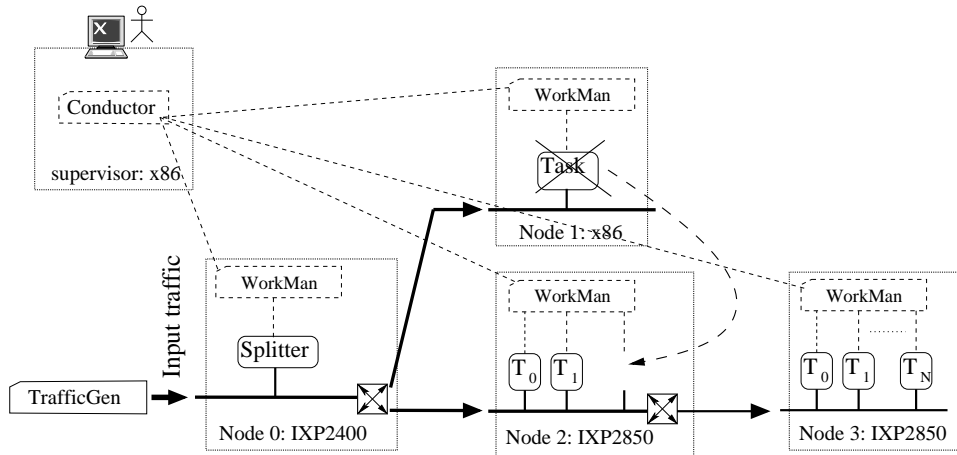 X
Conductor
supervisor: x86
WorkMan
Task
Node 1: x86
Input traffic
TrafficGen
WorkMan
Splitter
Node 0: IXP2400
WorkMan
T0 T1
Node 2: IXP2850
WorkMan
T0 T1 ......... TN
Node 3: IXP2850